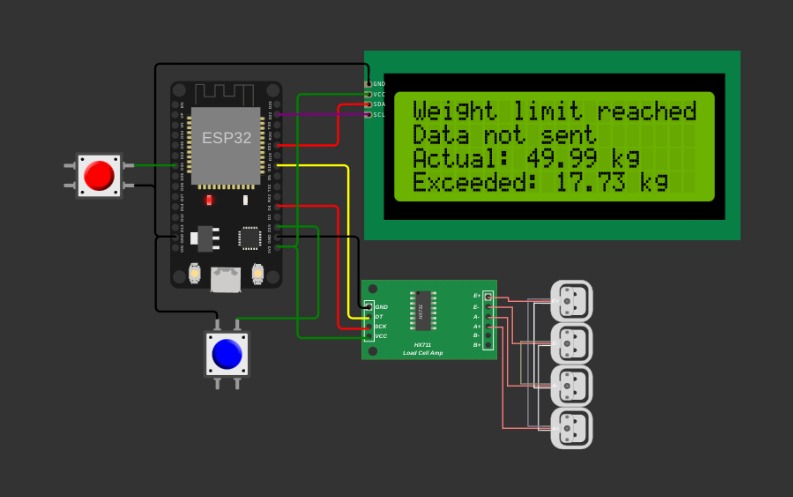 GND
VCC
SDA
SCL
Weight limit reached
Data not sent
Actual: 49.99 kg
Exceeded: 17.73 kg
ESP32
GND
DT
SCK
VCC
HX711
HX711
Load Cell Amp
E+
E-
A-
A+
B-
B+